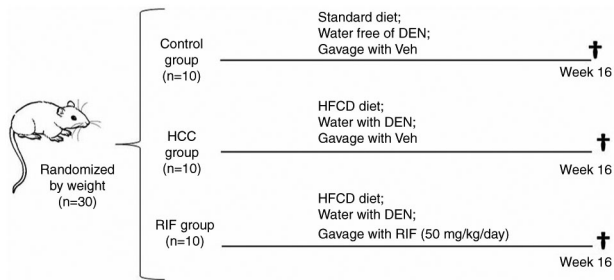 Randomized
by weight
(n=30)
Control
group
(n=10)
Standard diet;
Water free of DEN;
Gavage with Veh
Week 16
HCC
group
(n=10)
HFCD diet;
Water with DEN;
Gavage with Veh
Week 16
RIF group
(n=10)
HFCD diet;
Water with DEN;
Gavage with RIF (50 mg/kg/day)
Week 16